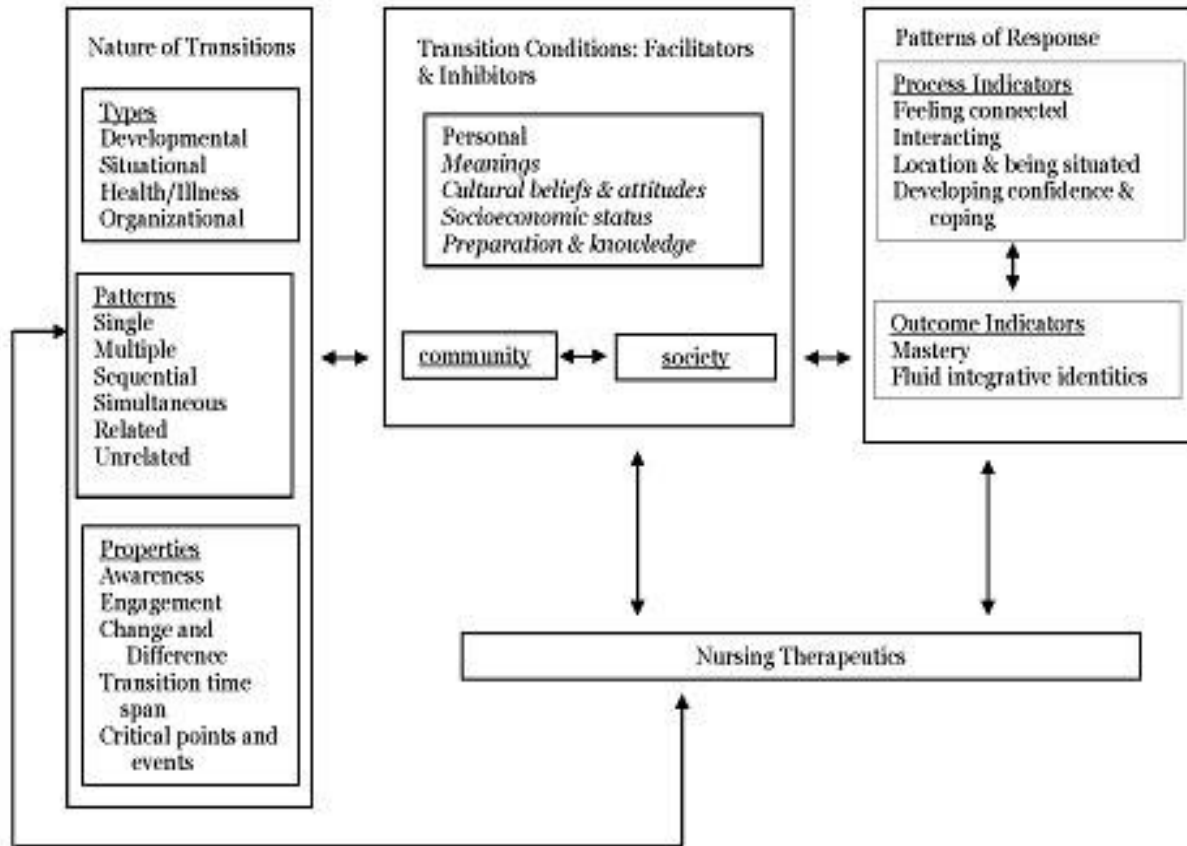 Nature of Transitions
Types
Developmental
Situational
Health/Illness
Organizational
Patterns
Single
Multiple
Sequential
Simultaneous
Related
Unrelated
Properties
Awareness
Engagement
Change and
Difference
Transition time
span
Critical points and
events
Transition Conditions: Facilitators
& Inhibitors
Personal
Meanings
Cultural beliefs & attitudes
Socioeconomic status
Preparation & knowledge
community
society
Patterns of Response
Process Indicators
Feeling connected
Interacting
Location & being situated
Developing confidence &
coping
Outcome Indicators
Mastery
Fluid integrative identities
Nursing Therapeutics